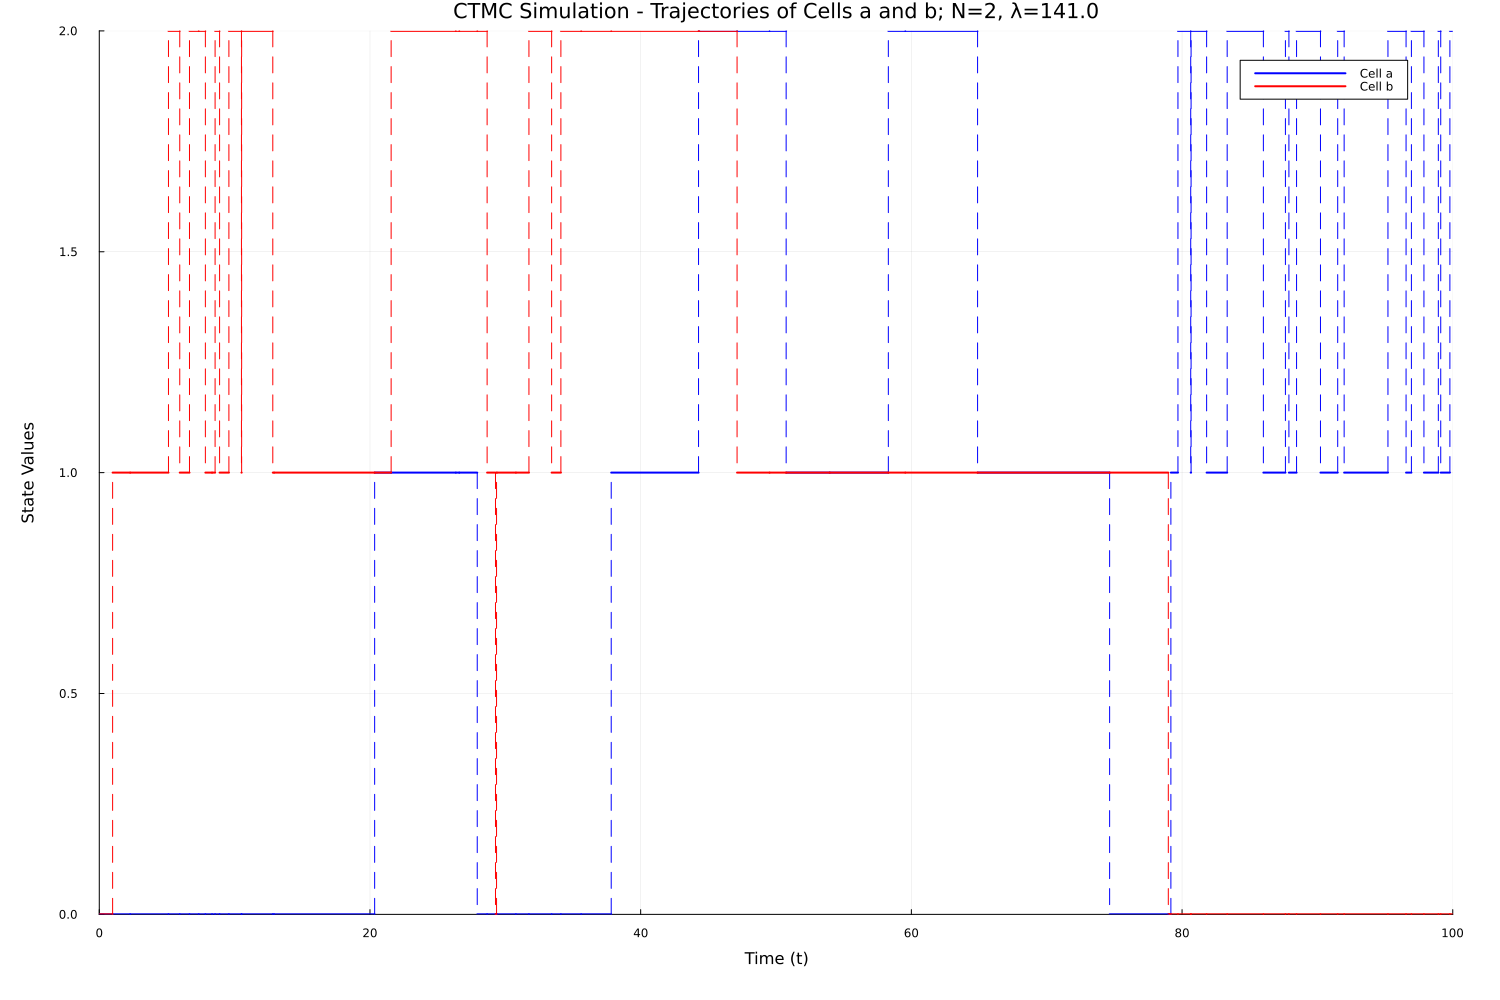 CTMC Simulation - Trajectories of Cells a and b; N=2, λ=141.0
2.0
Cell a
Cell b
1.5
1.0
State Values
0.5
0.0
0 20 40 60 80 100
Time (t)